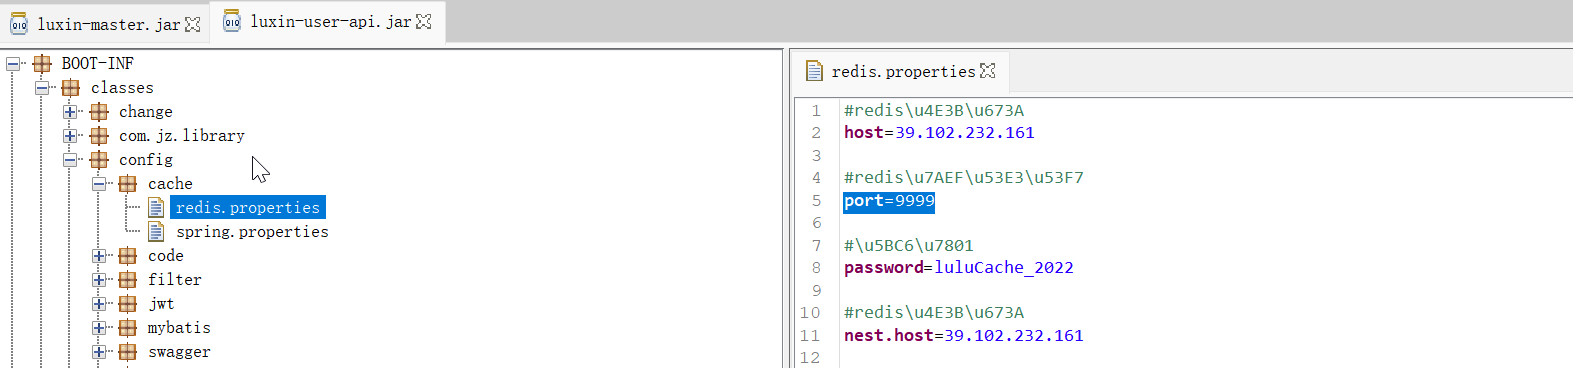 luxin-master.jar
luxin-user-api.jar
BOOT-INF
classes
change
com.jz.library
config
cache
redis.properties
spring.properties
code
filter
jwt
mybatis
swagger
redis.properties
1 #redis\u4E3B\u673A
2 host=39.102.232.161
3
4 #redis\u7AEF\u53E3\u53F7
5 port=9999
6
7 #\u5BC6\u7801
8 password=luluCache_2022
9
10 #redis\u4E3B\u673A
11 nest.host=39.102.232.161
12